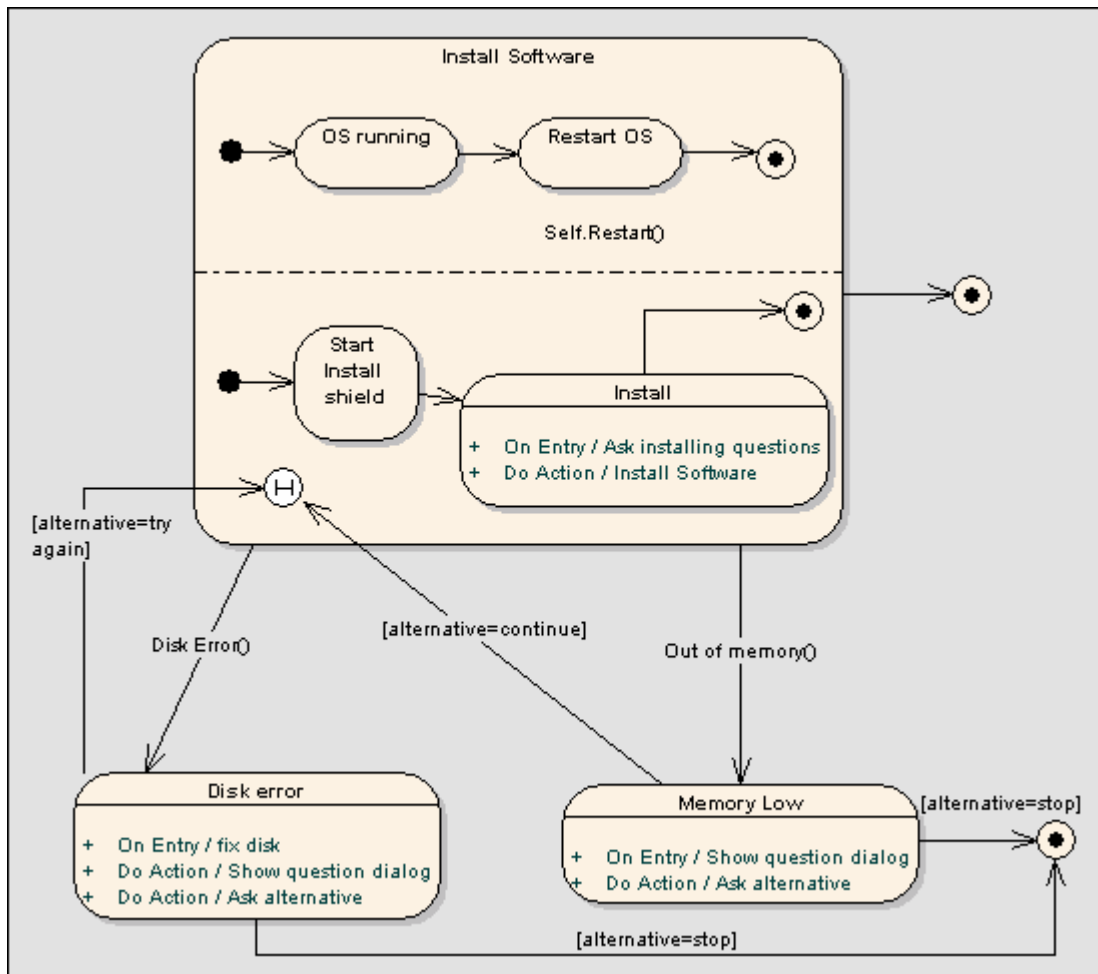 Install Software
OS running
Restart OS
Self.Restart()
Start
Install
shield
Install
+ On Entry / Ask installing questions
+ Do Action / Install Software
H
[alternative=try
again]
Disk Error()
[alternative=continue]
Out of memory()
Disk error
+ On Entry / fix disk
+ Do Action / Show question dialog
+ Do Action / Ask alternative
Memory Low
+ On Entry / Show question dialog
+ Do Action / Ask alternative
[alternative=stop]
[alternative=stop]